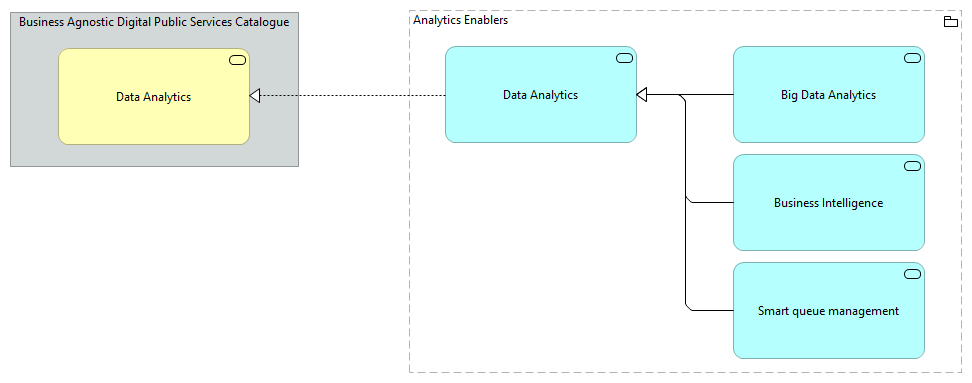 Business Agnostic Digital Public Services Catalogue
Data Analytics
Analytics Enablers
Data Analytics
Big Data Analytics
Business Intelligence
Smart queue management